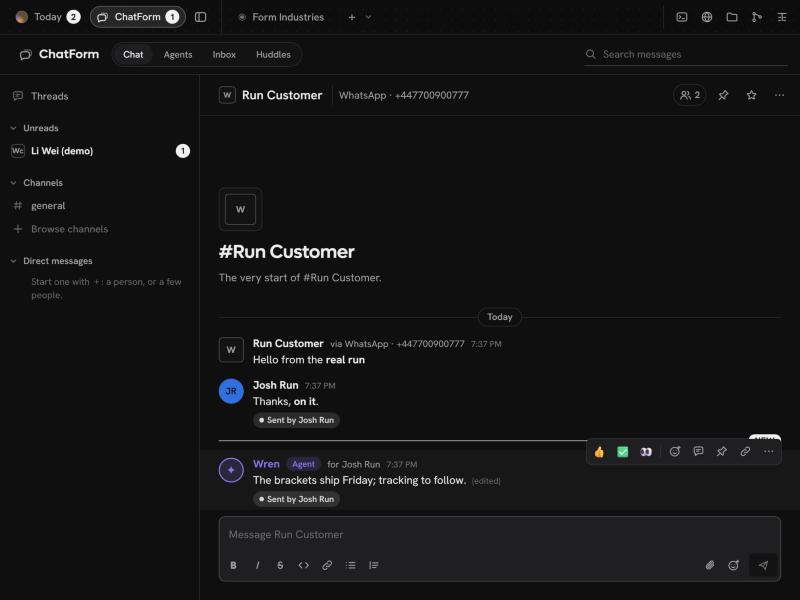 Today 2
ChatForm 1
Form Industries
ChatForm
Chat
Agents
Inbox
Huddles
Search messages
Threads
Unreads
Wc Li Wei (demo) 1
Channels
# general
+ Browse channels
Direct messages
Start one with + : a person, or a few
people.
W Run Customer
WhatsApp · +447700900777
2
W
#Run Customer
The very start of #Run Customer.
Today
W
Run Customer via WhatsApp · +447700900777 7:37 PM
Hello from the real run
JR
Josh Run 7:37 PM
Thanks, on it.
Sent by Josh Run
Wren Agent for Josh Run 7:37 PM
The brackets ship Friday; tracking to follow. (edited)
Sent by Josh Run
Message Run Customer
B I S